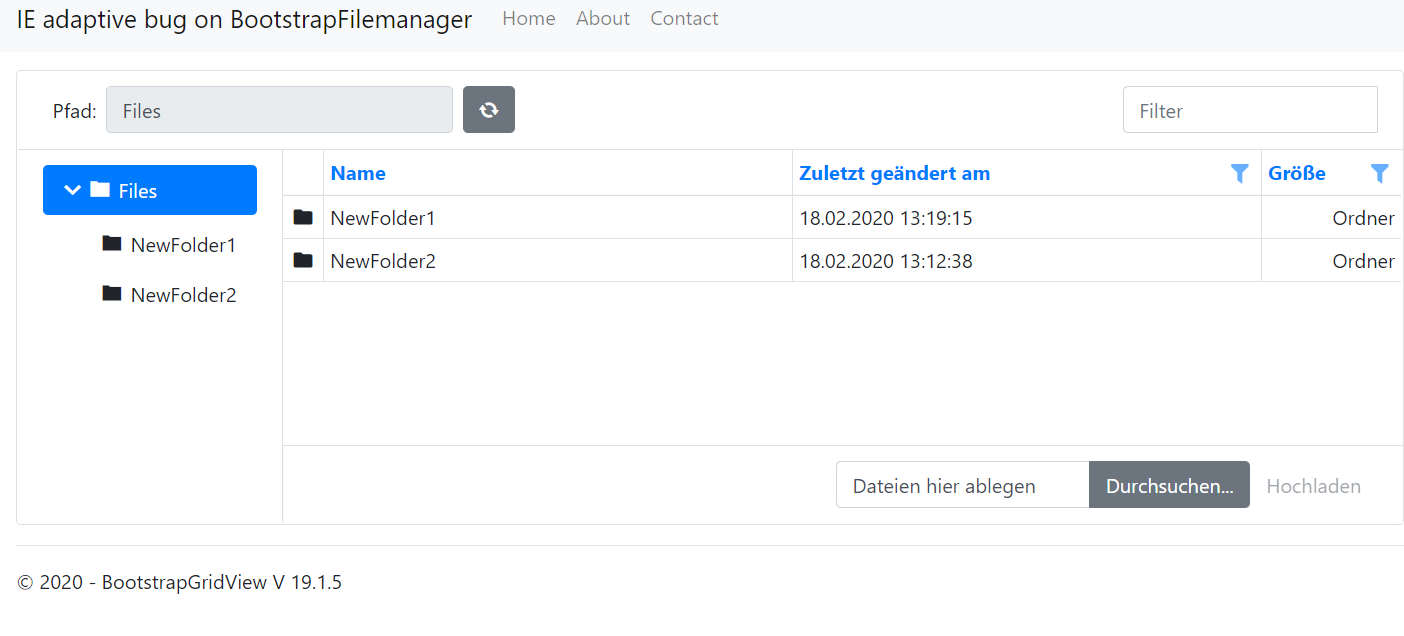 IE adaptive bug on BootstrapFilemanager Home About Contact
Pfad: Files Filter
Files
NewFolder1
NewFolder2
Name Zuletzt geändert am Größe
NewFolder1 18.02.2020 13:19:15 Ordner
NewFolder2 18.02.2020 13:12:38 Ordner
Dateien hier ablegen Durchsuchen... Hochladen
© 2020 - BootstrapGridView V 19.1.5